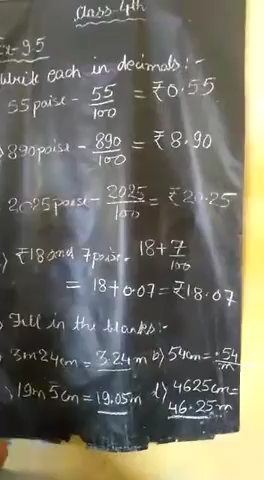 Class-4th
Ex-9.5
Write each in decimals:-
55 paise - 55/100 = ₹0.55
890 paise - 890/100 = ₹8.90
2025 paise - 2025/100 = ₹20.25
) ₹18 and 7 paise. 18+7/100
= 18+0.07=₹18.07
) Fill in the blanks:-
3m 24cm = 3.24m b) 54cm = .54m
) 19m 5cm = 19.05m d) 4625cm =
46.25m